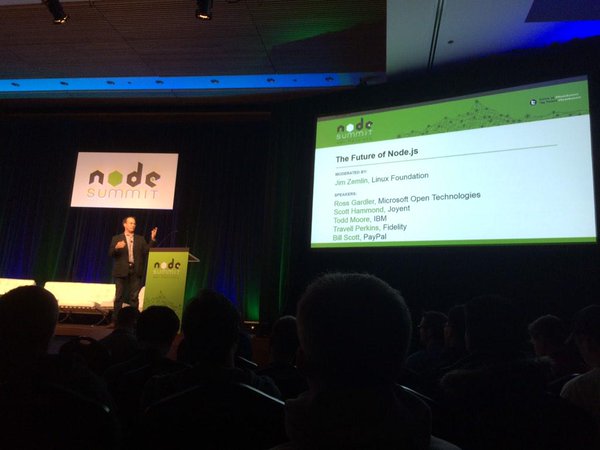 node
SUMMIT
node
SUMMIT
node
SUMMIT
The Future of Node.js
MODERATED BY:
Jim Zemlin, Linux Foundation
SPEAKERS:
Ross Gardler, Microsoft Open Technologies
Scott Hammond, Joyent
Todd Moore, IBM
Travell Perkins, Fidelity
Bill Scott, PayPal